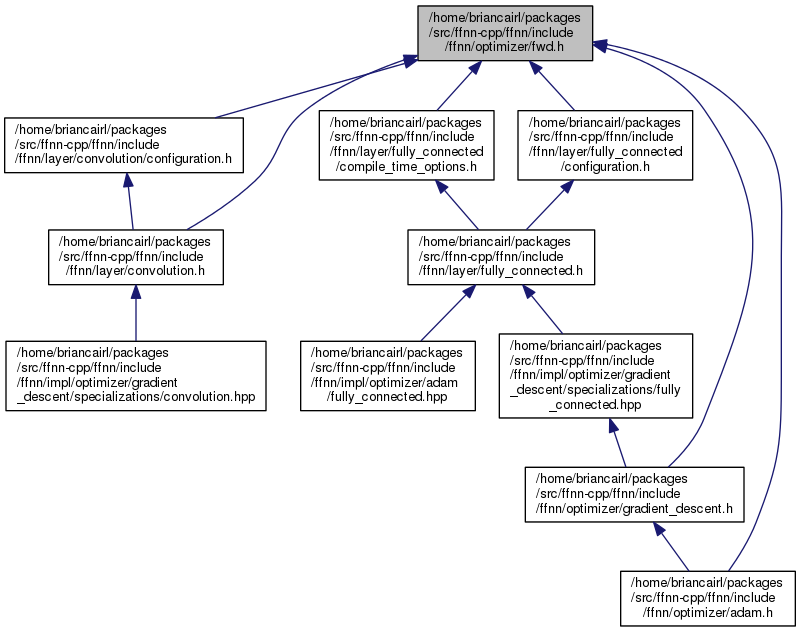 /home/briancairl/packages
/src/ffnn-cpp/ffnn/include
/ffnn/optimizer/fwd.h
/home/briancairl/packages
/src/ffnn-cpp/ffnn/include
/ffnn/layer/convolution/configuration.h
/home/briancairl/packages
/src/ffnn-cpp/ffnn/include
/ffnn/layer/fully_connected
/compile_time_options.h
/home/briancairl/packages
/src/ffnn-cpp/ffnn/include
/ffnn/layer/fully_connected
/configuration.h
/home/briancairl/packages
/src/ffnn-cpp/ffnn/include
/ffnn/layer/convolution.h
/home/briancairl/packages
/src/ffnn-cpp/ffnn/include
/ffnn/layer/fully_connected.h
/home/briancairl/packages
/src/ffnn-cpp/ffnn/include
/ffnn/impl/optimizer/gradient
_descent/specializations/convolution.hpp
/home/briancairl/packages
/src/ffnn-cpp/ffnn/include
/ffnn/impl/optimizer/adam
/fully_connected.hpp
/home/briancairl/packages
/src/ffnn-cpp/ffnn/include
/ffnn/impl/optimizer/gradient
_descent/specializations/fully
_connected.hpp
/home/briancairl/packages
/src/ffnn-cpp/ffnn/include
/ffnn/optimizer/gradient_descent.h
/home/briancairl/packages
/src/ffnn-cpp/ffnn/include
/ffnn/optimizer/adam.h